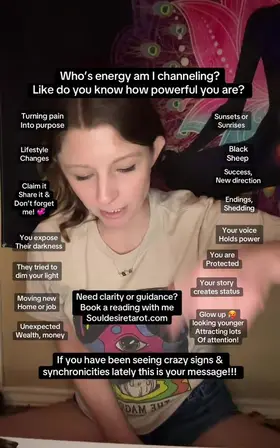 Who's energy am I channeling?
Like do you know how powerful you are?
Turning pain
Into purpose
Lifestyle
Changes
Claim it
Share it &
Don't forget
me! 💕
You expose
Their darkness
They tried to
dim your light
Moving new
Home or job
Unexpected
Wealth, money
Sunsets or
Sunrises
Black
Sheep
Success,
New direction
Endings,
Shedding
Your voice
Holds power
You are
Protected
Your story
creates status
Glow up 🥵
looking younger
Attracting lots
Of attention!
Need clarity or guidance?
Book a reading with me
Souldesiretarot.com
THE MAG
If you have been seeing crazy signs &
synchronicities lately this is your message!!!